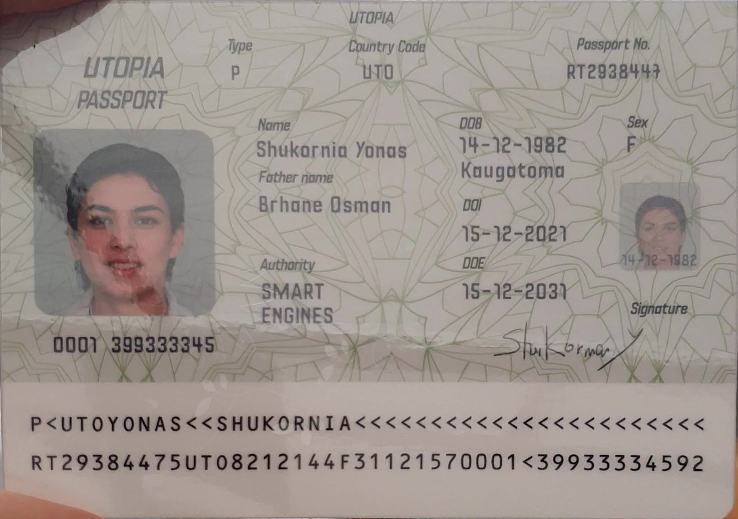 UTOPIA
Type
Country Code
Passport No.
UTOPIA
PASSPORT
P
UTO
RT2938447
Name
Shukornia Yonas
DOB
14-12-1982
Kaugatoma
Sex
F
Father name
Brhane Osman
DOI
15-12-2021
Authority
SMART
ENGINES
DOE
15-12-2031
14-12-1982
Signature
0001 399333345
P<UTOYONAS<<SHUKORNIA<<<<<<<<<<<<<<<<<<<<<<<
RT29384475UTO8212144F31121570001<39933334592